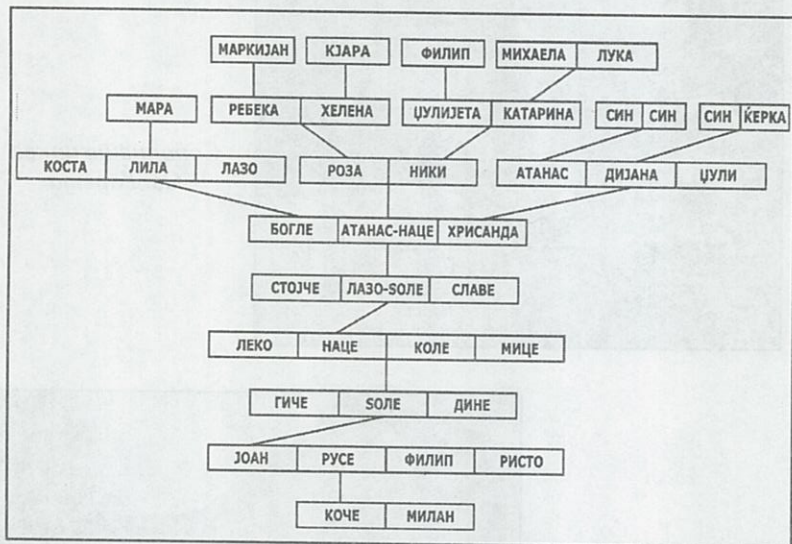 МАРКИЈАН КЈАРА ФИЛИП МИХАЕЛА ЛУКА
МАРА РЕБЕКА ХЕЛЕНА ЏУЛИЈЕТА КАТАРИНА СИН СИН СИН ЌЕРКА
КОСТА ЛИЛА ЛАЗО РОЗА НИКИ АТАНАС ДИЈАНА ЏУЛИ
БОГЛЕ АТАНАС-НАЦЕ ХРИСАНДА
СТОЈЧЕ ЛАЗО-ЅОЛЕ СЛАВЕ
ЛЕКО НАЦЕ КОЛЕ МИЦЕ
ГИЧЕ ЅОЛЕ ДИНЕ
ЈОАН РУСЕ ФИЛИП РИСТО
КОЧЕ МИЛАН